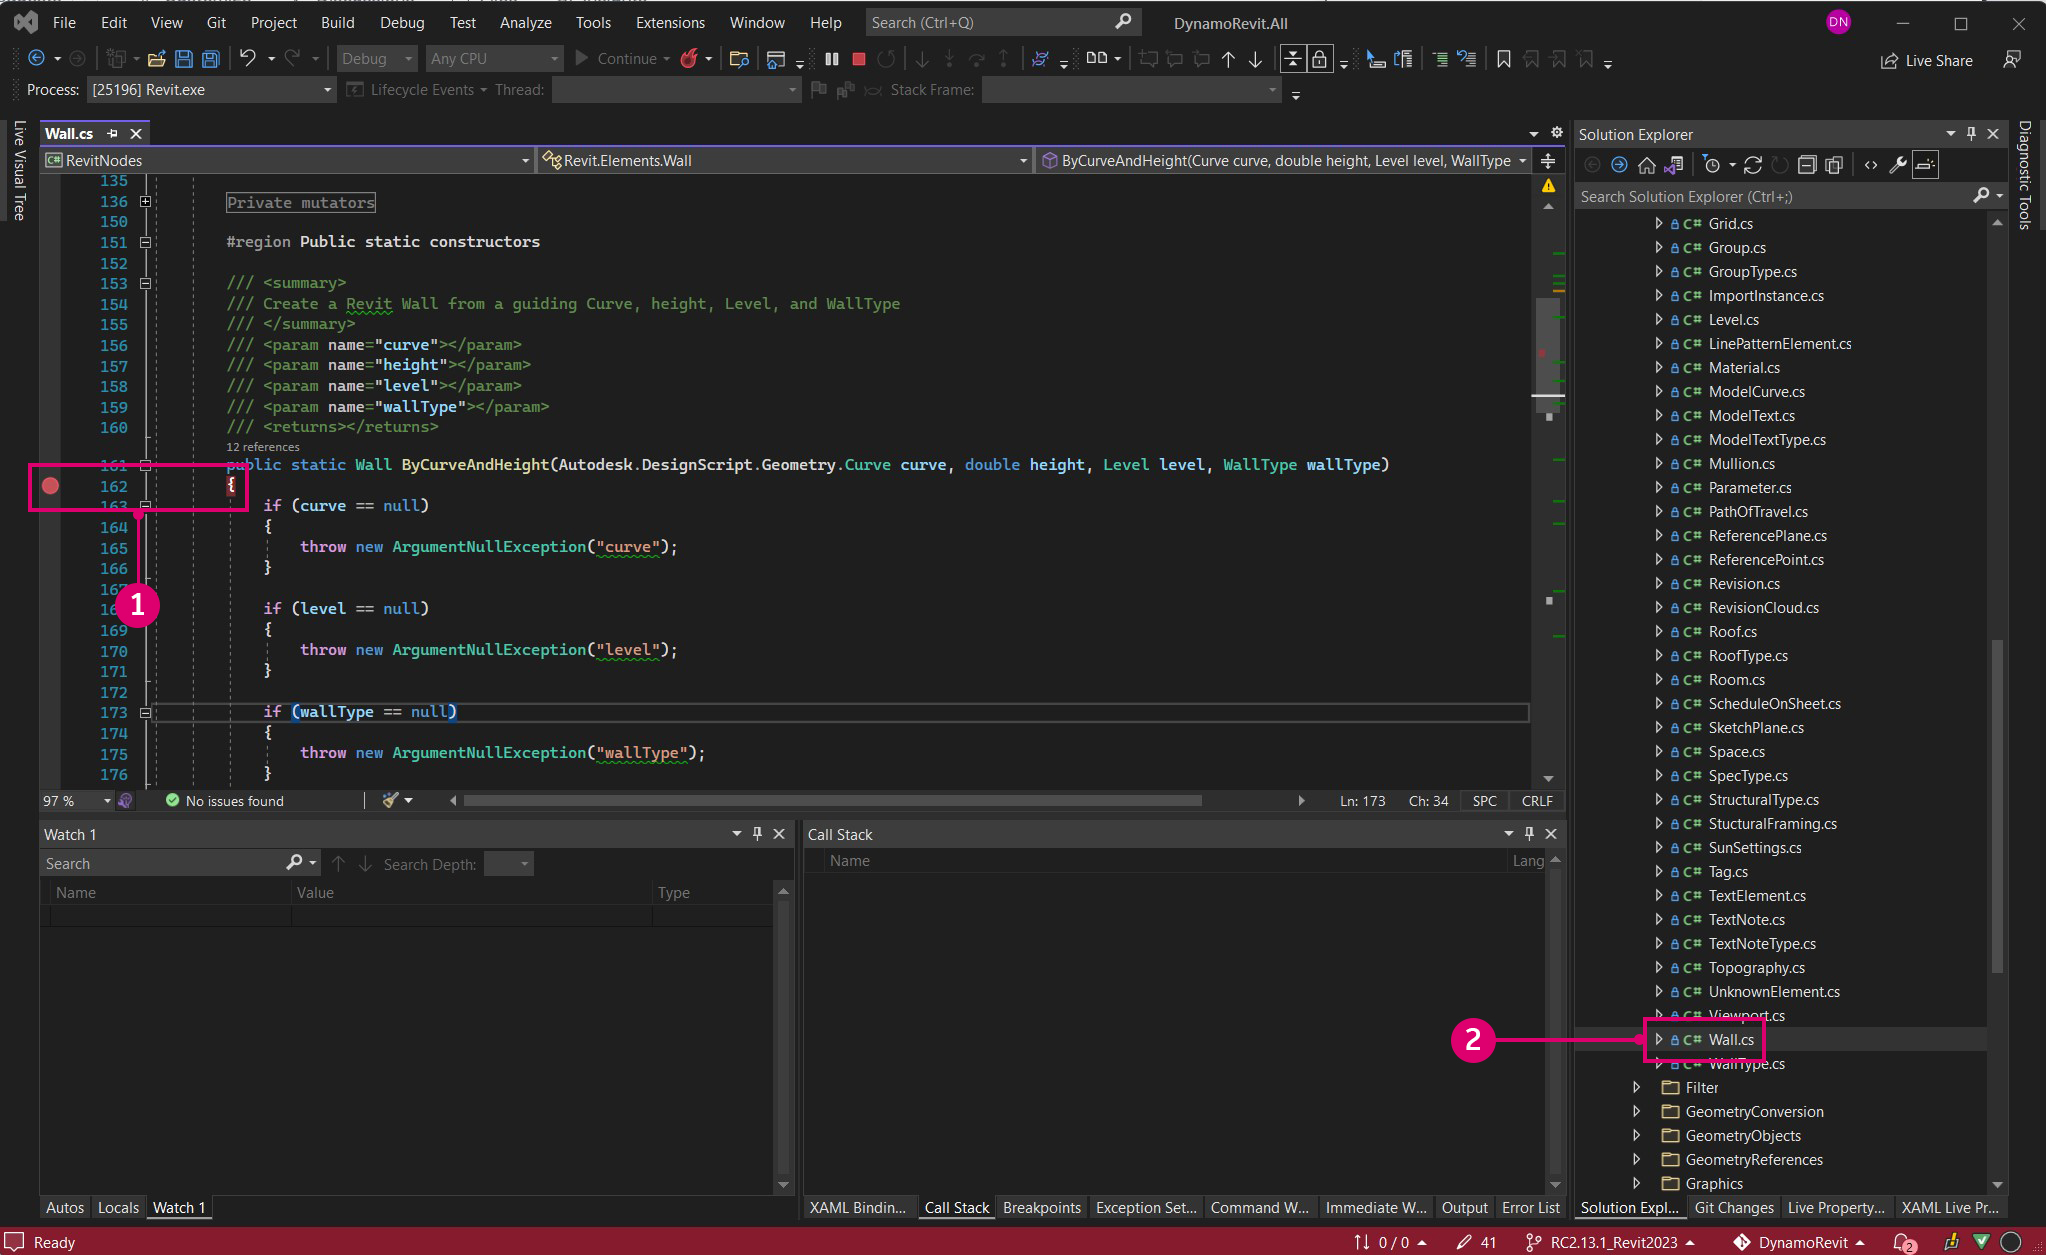 File Edit View Git Project Build Debug Test Analyze Tools Extensions Window Help Search (Ctrl+Q) DynamoRevit.All DN
Debug Any CPU Continue Live Share
Process: [25196] Revit.exe Lifecycle Events Thread: Stack Frame:
Live Visual Tree
Wall.cs
C# RevitNodes Revit.Elements.Wall ByCurveAndHeight(Curve curve, double height, Level level, WallType
135
136 Private mutators
150
151 #region Public static constructors
152
153 /// <summary>
154 /// Create a Revit Wall from a guiding Curve, height, Level, and WallType
155 /// </summary>
156 /// <param name="curve"></param>
157 /// <param name="height"></param>
158 /// <param name="level"></param>
159 /// <param name="wallType"></param>
160 /// <returns></returns>
12 references
161 public static Wall ByCurveAndHeight(Autodesk.DesignScript.Geometry.Curve curve, double height, Level level, WallType wallType)
162 {
163 if (curve == null)
164 {
165 throw new ArgumentNullException("curve");
166 }
1
if (level == null)
169 {
170 throw new ArgumentNullException("level");
171 }
172
173 if (wallType == null)
174 {
175 throw new ArgumentNullException("wallType");
176 }
97 % No issues found Ln: 173 Ch: 34 SPC CRLF
Watch 1
Search Search Depth:
Name Value Type
Autos Locals Watch 1
Call Stack
Name Lang
XAML Bindin... Call Stack Breakpoints Exception Set... Command W... Immediate W... Output Error List
Solution Explorer
Search Solution Explorer (Ctrl+;)
C# Grid.cs
C# Group.cs
C# GroupType.cs
C# ImportInstance.cs
C# Level.cs
C# LinePatternElement.cs
C# Material.cs
C# ModelCurve.cs
C# ModelText.cs
C# ModelTextType.cs
C# Mullion.cs
C# Parameter.cs
C# PathOfTravel.cs
C# ReferencePlane.cs
C# ReferencePoint.cs
C# Revision.cs
C# RevisionCloud.cs
C# Roof.cs
C# RoofType.cs
C# Room.cs
C# ScheduleOnSheet.cs
C# SketchPlane.cs
C# Space.cs
C# SpecType.cs
C# StructuralType.cs
C# StucturalFraming.cs
C# SunSettings.cs
C# Tag.cs
C# TextElement.cs
C# TextNote.cs
C# TextNoteType.cs
C# Topography.cs
C# UnknownElement.cs
C# Viewport.cs
2 C# Wall.cs
C# WallType.cs
Filter
GeometryConversion
GeometryObjects
GeometryReferences
Graphics
Solution Expl... Git Changes Live Property... XAML Live Pr...
Diagnostic Tools
Ready 0 / 0 41 RC2.13.1_Revit2023 DynamoRevit 2